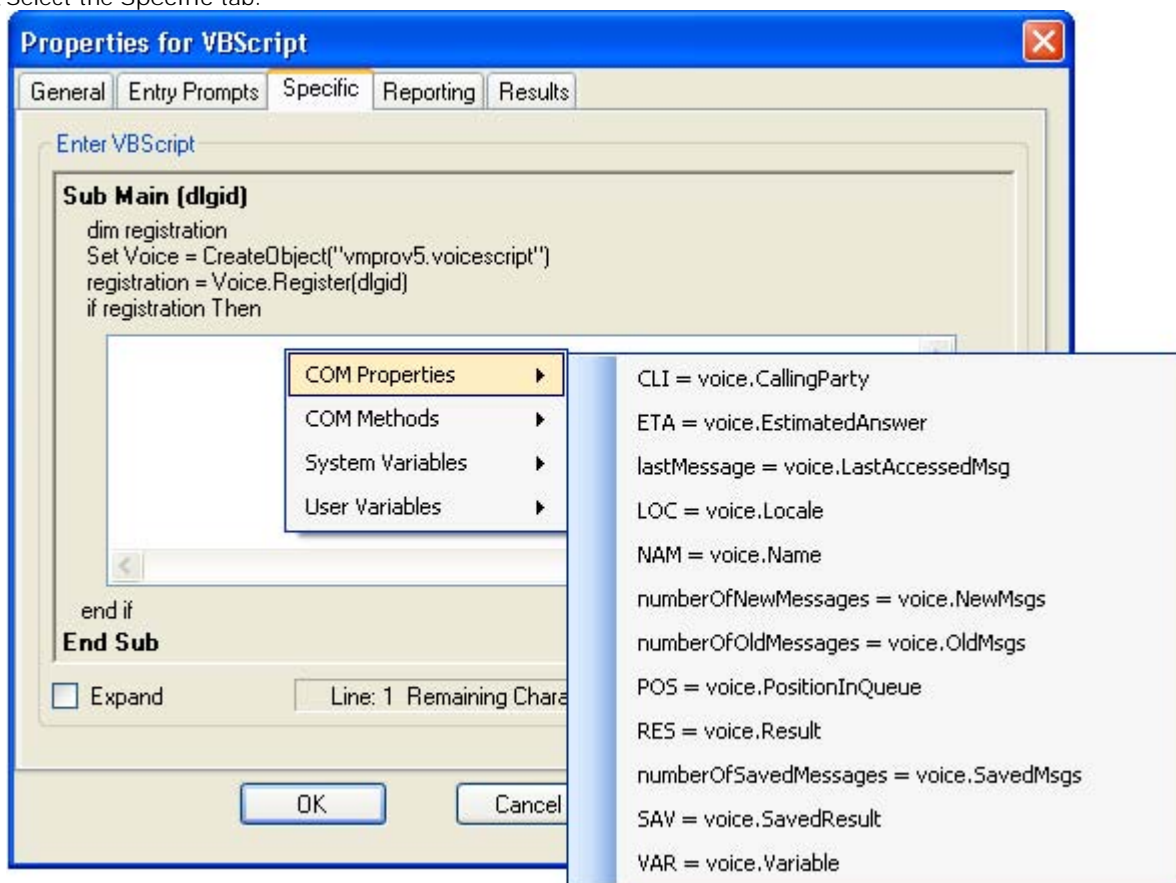 Select the Specific tab.
Properties for VBScript
General Entry Prompts Specific Reporting Results
Enter VBScript
Sub Main (dlgid)
dim registration
Set Voice = CreateObject("vmprov5.voicescript")
registration = Voice.Register(dlgid)
if registration Then
COM Properties
COM Methods
System Variables
User Variables
CLI = voice.CallingParty
ETA = voice.EstimatedAnswer
lastMessage = voice.LastAccessedMsg
LOC = voice.Locale
NAM = voice.Name
numberOfNewMessages = voice.NewMsgs
numberOfOldMessages = voice.OldMsgs
POS = voice.PositionInQueue
RES = voice.Result
numberOfSavedMessages = voice.SavedMsgs
SAV = voice.SavedResult
VAR = voice.Variable
end if
End Sub
Expand
Line: 1 Remaining Chara
OK
Cancel